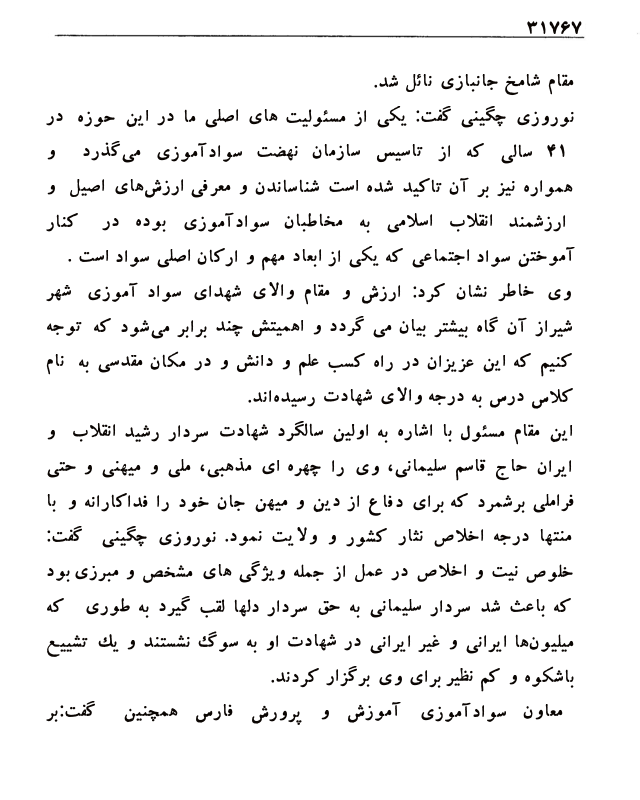 ۳۱۷۶۷
مقام شامخ جانبازی نائل شد.
نوروزی چگینی گفت: یکی از مسئولیت های اصلی ما در این حوزه در
۴۱ سالی که از تاسیس سازمان نهضت سوادآموزی می‌گذرد و
همواره نیز بر آن تاکید شده است شناساندن و معرفی ارزش‌های اصیل و
ارزشمند انقلاب اسلامی به مخاطبان سوادآموزی بوده در کنار
آموختن سواد اجتماعی که یکی از ابعاد مهم و ارکان اصلی سواد است .
وی خاطر نشان کرد: ارزش و مقام والای شهدای سواد آموزی شهر
شیراز آن گاه بیشتر بیان می گردد و اهمیتش چند برابر می‌شود که توجه
کنیم که این عزیزان در راه کسب علم و دانش و در مکان مقدسی به نام
کلاس درس به درجه والای شهادت رسیده‌اند.
این مقام مسئول با اشاره به اولین سالگرد شهادت سردار رشید انقلاب و
ایران حاج قاسم سلیمانی، وی را چهره ای مذهبی، ملی و میهنی و حتی
فراملی برشمرد که برای دفاع از دین و میهن جان خود را فداکارانه و با
منتها درجه اخلاص نثار کشور و ولایت نمود. نوروزی چگینی گفت:
خلوص نیت و اخلاص در عمل از جمله ویژگی های مشخص و مبرزی بود
که باعث شد سردار سلیمانی به حق سردار دلها لقب گیرد به طوری که
میلیون‌ها ایرانی و غیر ایرانی در شهادت او به سوگ نشستند و یك تشییع
باشکوه و کم نظیر برای وی برگزار کردند.
معاون سوادآموزی آموزش و پرورش فارس همچنین گفت:بر